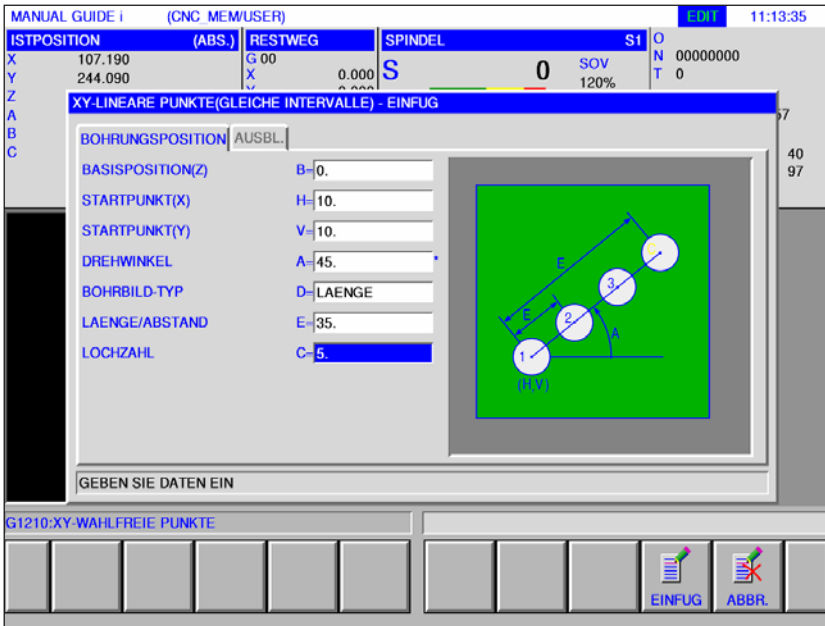 MANUAL GUIDE i (CNC_MEM/USER) EDIT 11:13:35
ISTPOSITION (ABS.) RESTWEG SPINDEL S1 O
X 107.190 G 00 S 0 SOV N 00000000
Y 244.090 X 0.000 120% T 0
Z
A
B
C
40
97
XY-LINEARE PUNKTE(GLEICHE INTERVALLE) - EINFUG
BOHRUNGSPOSITION AUSBL.
BASISPOSITION(Z) B=0.
STARTPUNKT(X) H=10.
STARTPUNKT(Y) V=10.
DREHWINKEL A=45. *
BOHRBILD-TYP D=LAENGE
LAENGE/ABSTAND E=35.
LOCHZAHL C=5.
E
E
A
1
2
3
C
(H,V)
GEBEN SIE DATEN EIN
G1210:XY-WAHLFREIE PUNKTE
EINFUG ABBR.